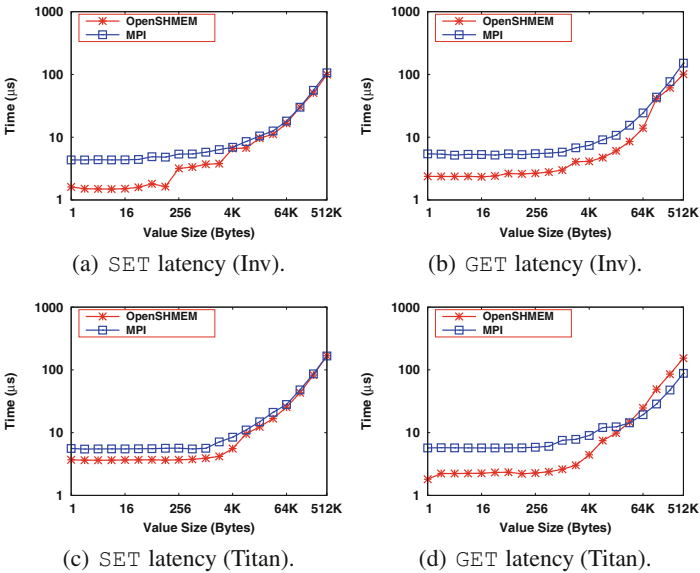 1000
100
10
1
Time (μs)
OpenSHMEM
MPI
1 16 256 4K 64K 512K
Value Size (Bytes)
(a) SET latency (Inv).
1000
100
10
1
Time (μs)
OpenSHMEM
MPI
1 16 256 4K 64K 512K
Value Size (Bytes)
(b) GET latency (Inv).
1000
100
10
1
Time (μs)
OpenSHMEM
MPI
1 16 256 4K 64K 512K
Value Size (Bytes)
(c) SET latency (Titan).
1000
100
10
1
Time (μs)
OpenSHMEM
MPI
1 16 256 4K 64K 512K
Value Size (Bytes)
(d) GET latency (Titan).